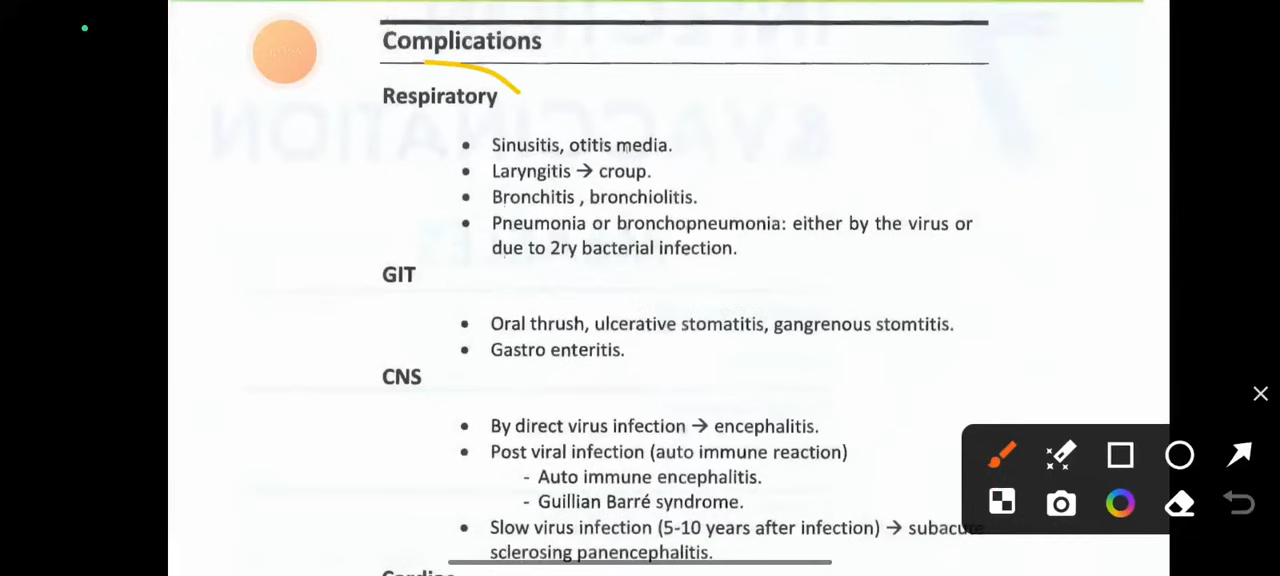 Complications
Respiratory
• Sinusitis, otitis media.
• Laryngitis → croup.
• Bronchitis , bronchiolitis.
• Pneumonia or bronchopneumonia: either by the virus or
due to 2ry bacterial infection.
GIT
• Oral thrush, ulcerative stomatitis, gangrenous stomtitis.
• Gastro enteritis.
CNS
• By direct virus infection → encephalitis.
• Post viral infection (auto immune reaction)
- Auto immune encephalitis.
- Guillian Barré syndrome.
• Slow virus infection (5-10 years after infection) → subacute
sclerosing panencephalitis.